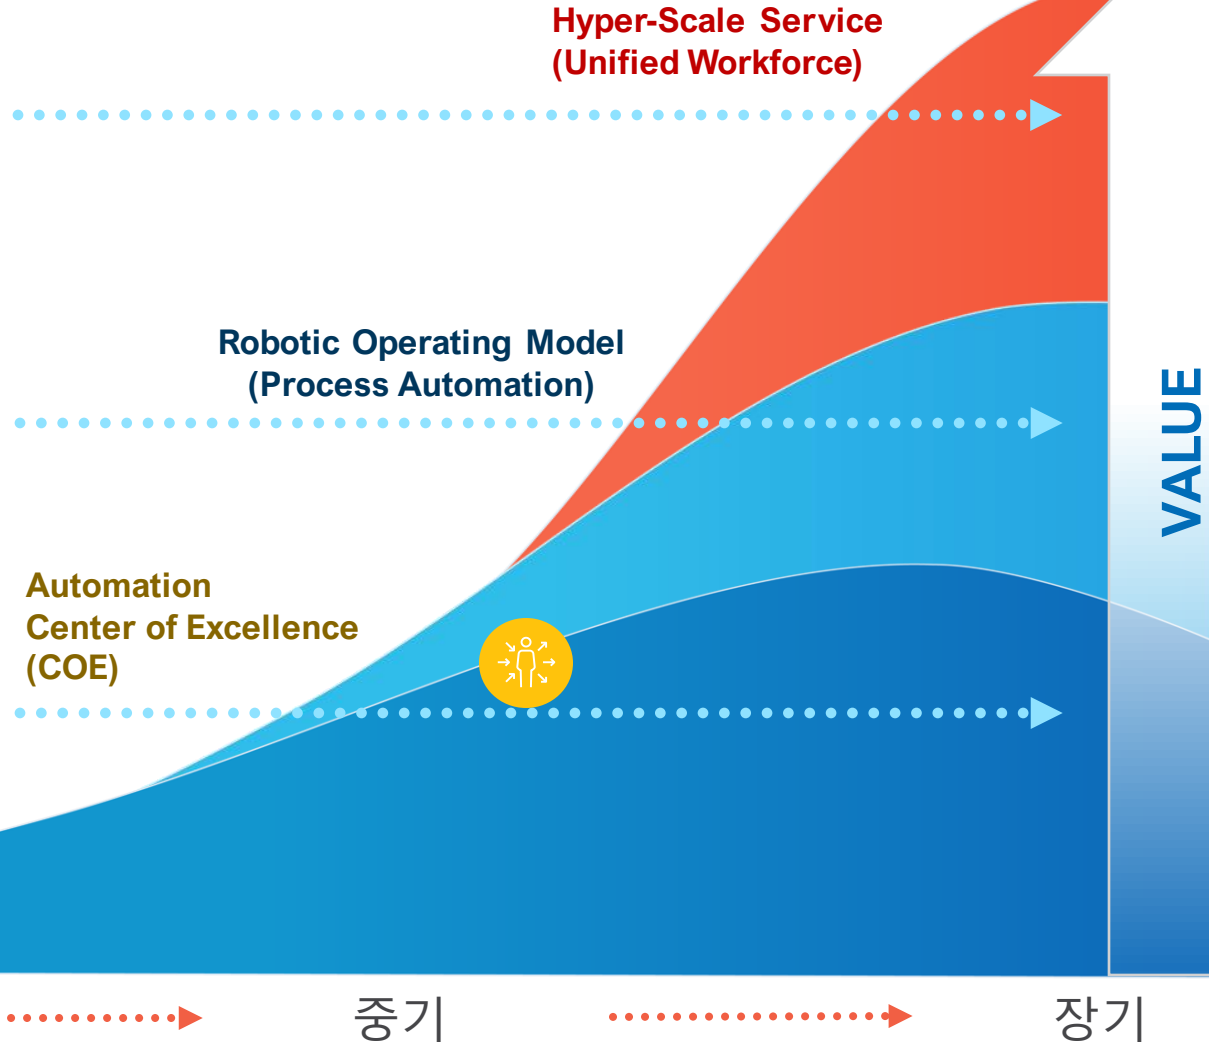 Hyper-Scale Service
(Unified Workforce)
Robotic Operating Model
(Process Automation)
VALUE
Automation
Center of Excellence
(COE)
중기
장기